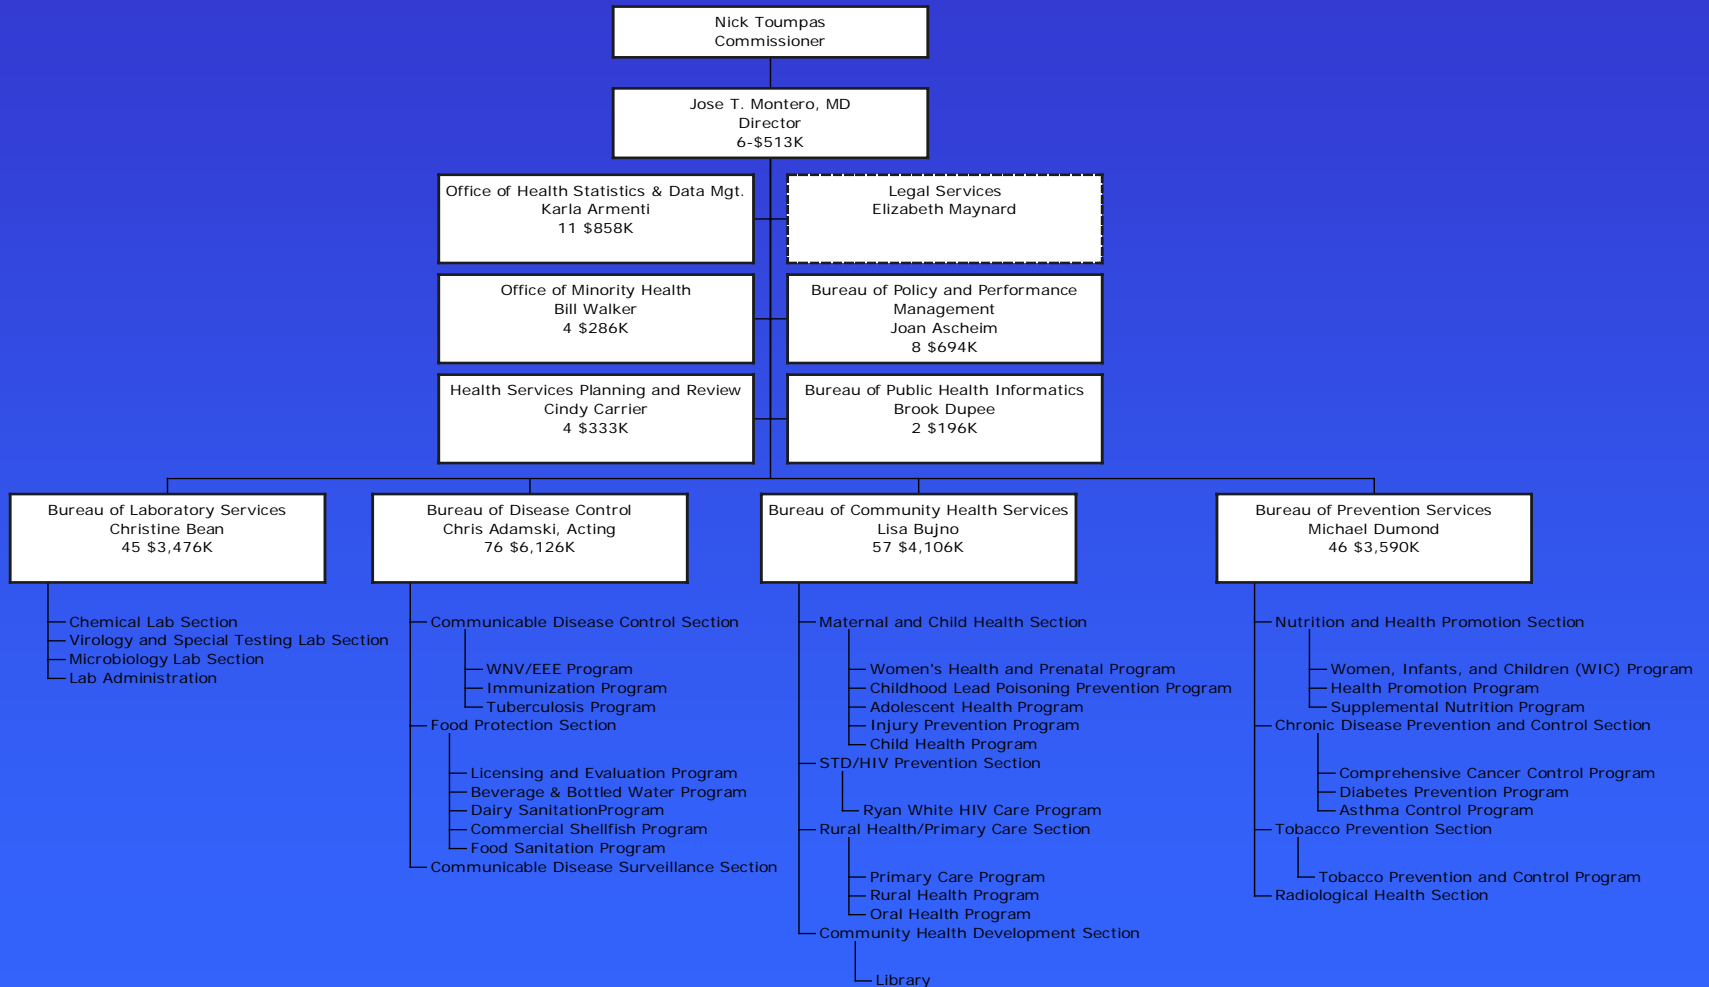 Nick Toumpas
Commissioner
Jose T. Montero, MD
Director
6-$513K
Office of Health Statistics & Data Mgt.
Karla Armenti
11 $858K
Legal Services
Elizabeth Maynard
Office of Minority Health
Bill Walker
4 $286K
Bureau of Policy and Performance
Management
Joan Ascheim
8 $694K
Health Services Planning and Review
Cindy Carrier
4 $333K
Bureau of Public Health Informatics
Brook Dupee
2 $196K
Bureau of Laboratory Services
Christine Bean
45 $3,476K
Chemical Lab Section
Virology and Special Testing Lab Section
Microbiology Lab Section
Lab Administration
Bureau of Disease Control
Chris Adamski, Acting
76 $6,126K
Communicable Disease Control Section
WNV/EEE Program
Immunization Program
Tuberculosis Program
Food Protection Section
Licensing and Evaluation Program
Beverage & Bottled Water Program
Dairy SanitationProgram
Commercial Shellfish Program
Food Sanitation Program
Communicable Disease Surveillance Section
Bureau of Community Health Services
Lisa Bujno
57 $4,106K
Maternal and Child Health Section
Women's Health and Prenatal Program
Childhood Lead Poisoning Prevention Program
Adolescent Health Program
Injury Prevention Program
Child Health Program
STD/HIV Prevention Section
Ryan White HIV Care Program
Rural Health/Primary Care Section
Primary Care Program
Rural Health Program
Oral Health Program
Community Health Development Section
Library
Bureau of Prevention Services
Michael Dumond
46 $3,590K
Nutrition and Health Promotion Section
Women, Infants, and Children (WIC) Program
Health Promotion Program
Supplemental Nutrition Program
Chronic Disease Prevention and Control Section
Comprehensive Cancer Control Program
Diabetes Prevention Program
Asthma Control Program
Tobacco Prevention Section
Tobacco Prevention and Control Program
Radiological Health Section